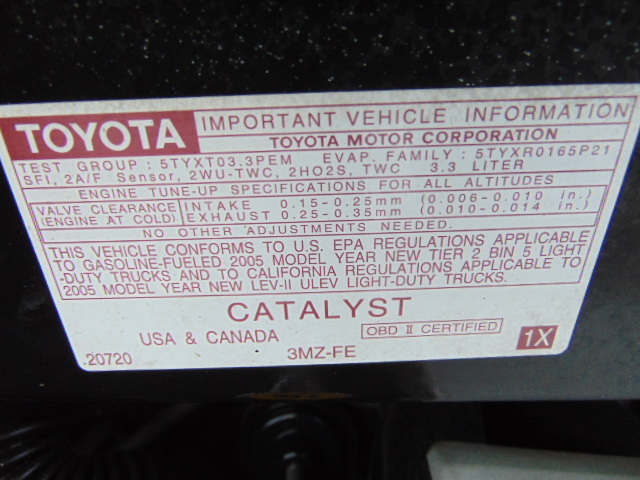 TOYOTA IMPORTANT VEHICLE INFORMATION
TOYOTA MOTOR CORPORATION
TEST GROUP : 5TYXT03.3PEM EVAP. FAMILY : 5TYXR0165P21
SFI, 2A/F Sensor, 2WU-TWC, 2HO2S, TWC 3.3 LITER
ENGINE TUNE-UP SPECIFICATIONS FOR ALL ALTITUDES
VALVE CLEARANCE INTAKE 0.15-0.25mm (0.006-0.010 in.)
(ENGINE AT COLD) EXHAUST 0.25-0.35mm (0.010-0.014 in.)
NO OTHER ADJUSTMENTS NEEDED.
THIS VEHICLE CONFORMS TO U.S. EPA REGULATIONS APPLICABLE
TO GASOLINE-FUELED 2005 MODEL YEAR NEW TIER 2, BIN 5 LIGHT
-DUTY TRUCKS AND TO CALIFORNIA REGULATIONS APPLICABLE TO
2005 MODEL YEAR NEW LEV-II ULEV LIGHT-DUTY TRUCKS.
CATALYST
USA & CANADA OBD II CERTIFIED
20720 3MZ-FE 1X